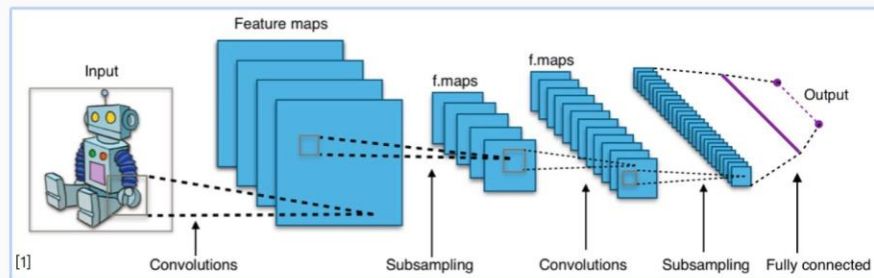 Feature maps
Input
f.maps
f.maps
Output
[1]
Convolutions
Subsampling
Convolutions
Subsampling
Fully connected